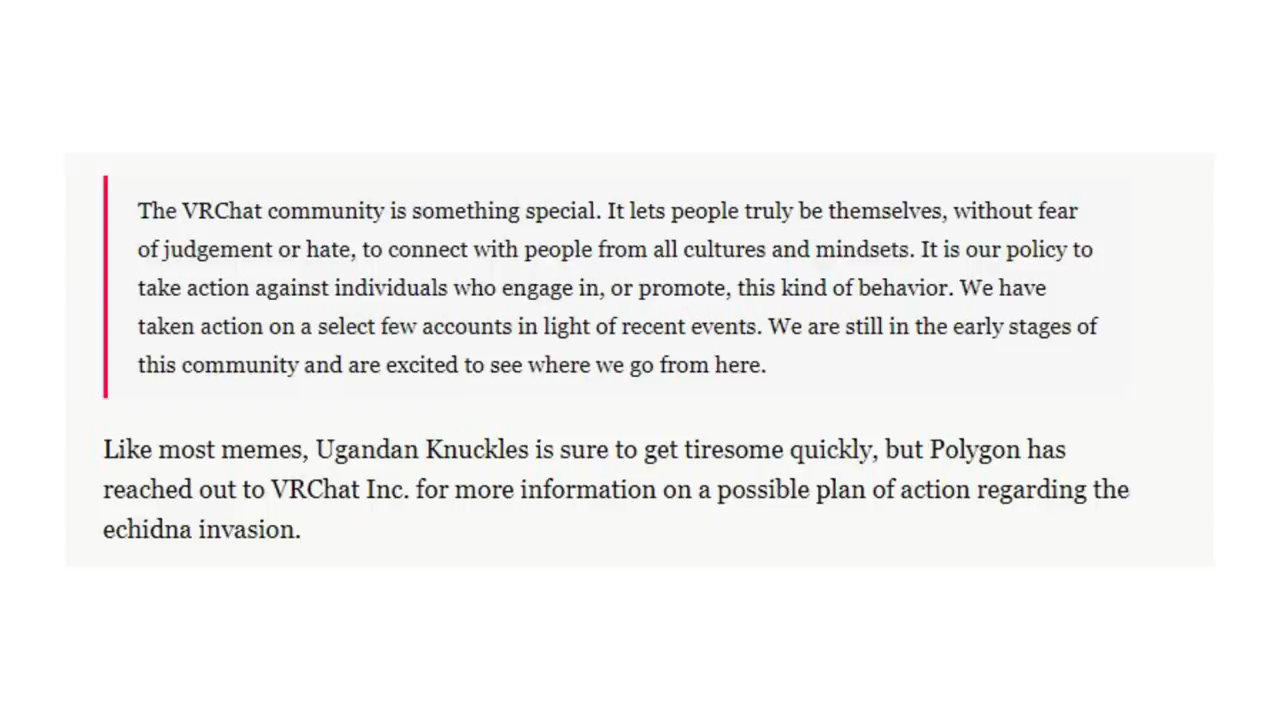 The VRChat community is something special. It lets people truly be themselves, without fear
of judgement or hate, to connect with people from all cultures and mindsets. It is our policy to
take action against individuals who engage in, or promote, this kind of behavior. We have
taken action on a select few accounts in light of recent events. We are still in the early stages of
this community and are excited to see where we go from here.
Like most memes, Ugandan Knuckles is sure to get tiresome quickly, but Polygon has
reached out to VRChat Inc. for more information on a possible plan of action regarding the
echidna invasion.